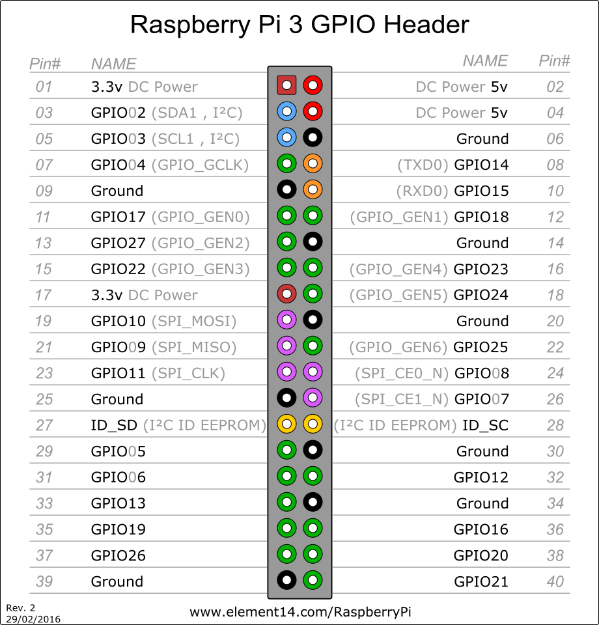 Raspberry Pi 3 GPIO Header
Pin# NAME NAME Pin#
01 3.3v DC Power DC Power 5v 02
03 GPIO02 (SDA1 , I²C) DC Power 5v 04
05 GPIO03 (SCL1 , I²C) Ground 06
07 GPIO04 (GPIO_GCLK) (TXD0) GPIO14 08
09 Ground (RXD0) GPIO15 10
11 GPIO17 (GPIO_GEN0) (GPIO_GEN1) GPIO18 12
13 GPIO27 (GPIO_GEN2) Ground 14
15 GPIO22 (GPIO_GEN3) (GPIO_GEN4) GPIO23 16
17 3.3v DC Power (GPIO_GEN5) GPIO24 18
19 GPIO10 (SPI_MOSI) Ground 20
21 GPIO09 (SPI_MISO) (GPIO_GEN6) GPIO25 22
23 GPIO11 (SPI_CLK) (SPI_CE0_N) GPIO08 24
25 Ground (SPI_CE1_N) GPIO07 26
27 ID_SD (I²C ID EEPROM) (I²C ID EEPROM) ID_SC 28
29 GPIO05 Ground 30
31 GPIO06 GPIO12 32
33 GPIO13 Ground 34
35 GPIO19 GPIO16 36
37 GPIO26 GPIO20 38
39 Ground GPIO21 40
Rev. 2
29/02/2016
www.element14.com/RaspberryPi